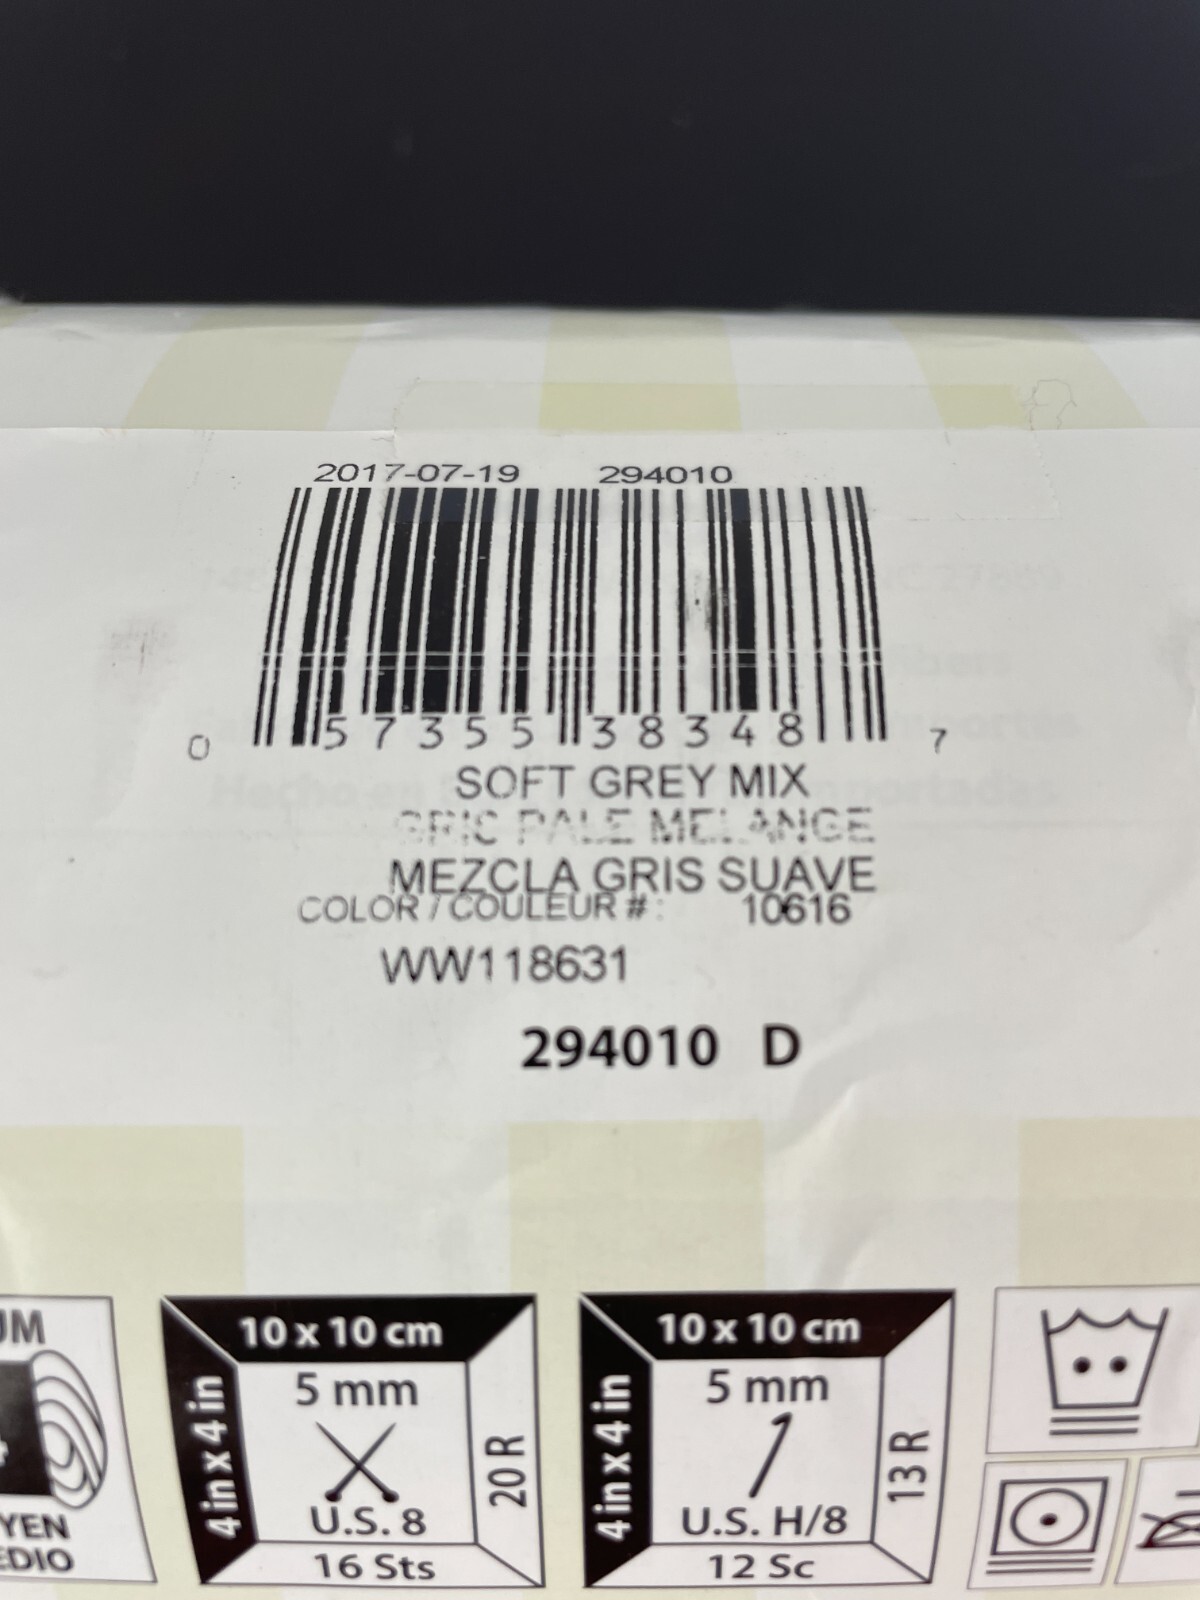 2017-07-19 294010
0 57355 38348 7
SOFT GREY MIX
GRIS PALE MELANGE
MEZCLA GRIS SUAVE
COLOR / COULEUR #: 10616
WW118631
294010 D
10 x 10 cm
4 in x 4 in
5 mm
U.S. 8
20 R
16 Sts
10 x 10 cm
4 in x 4 in
5 mm
U.S. H/8
13 R
12 Sc